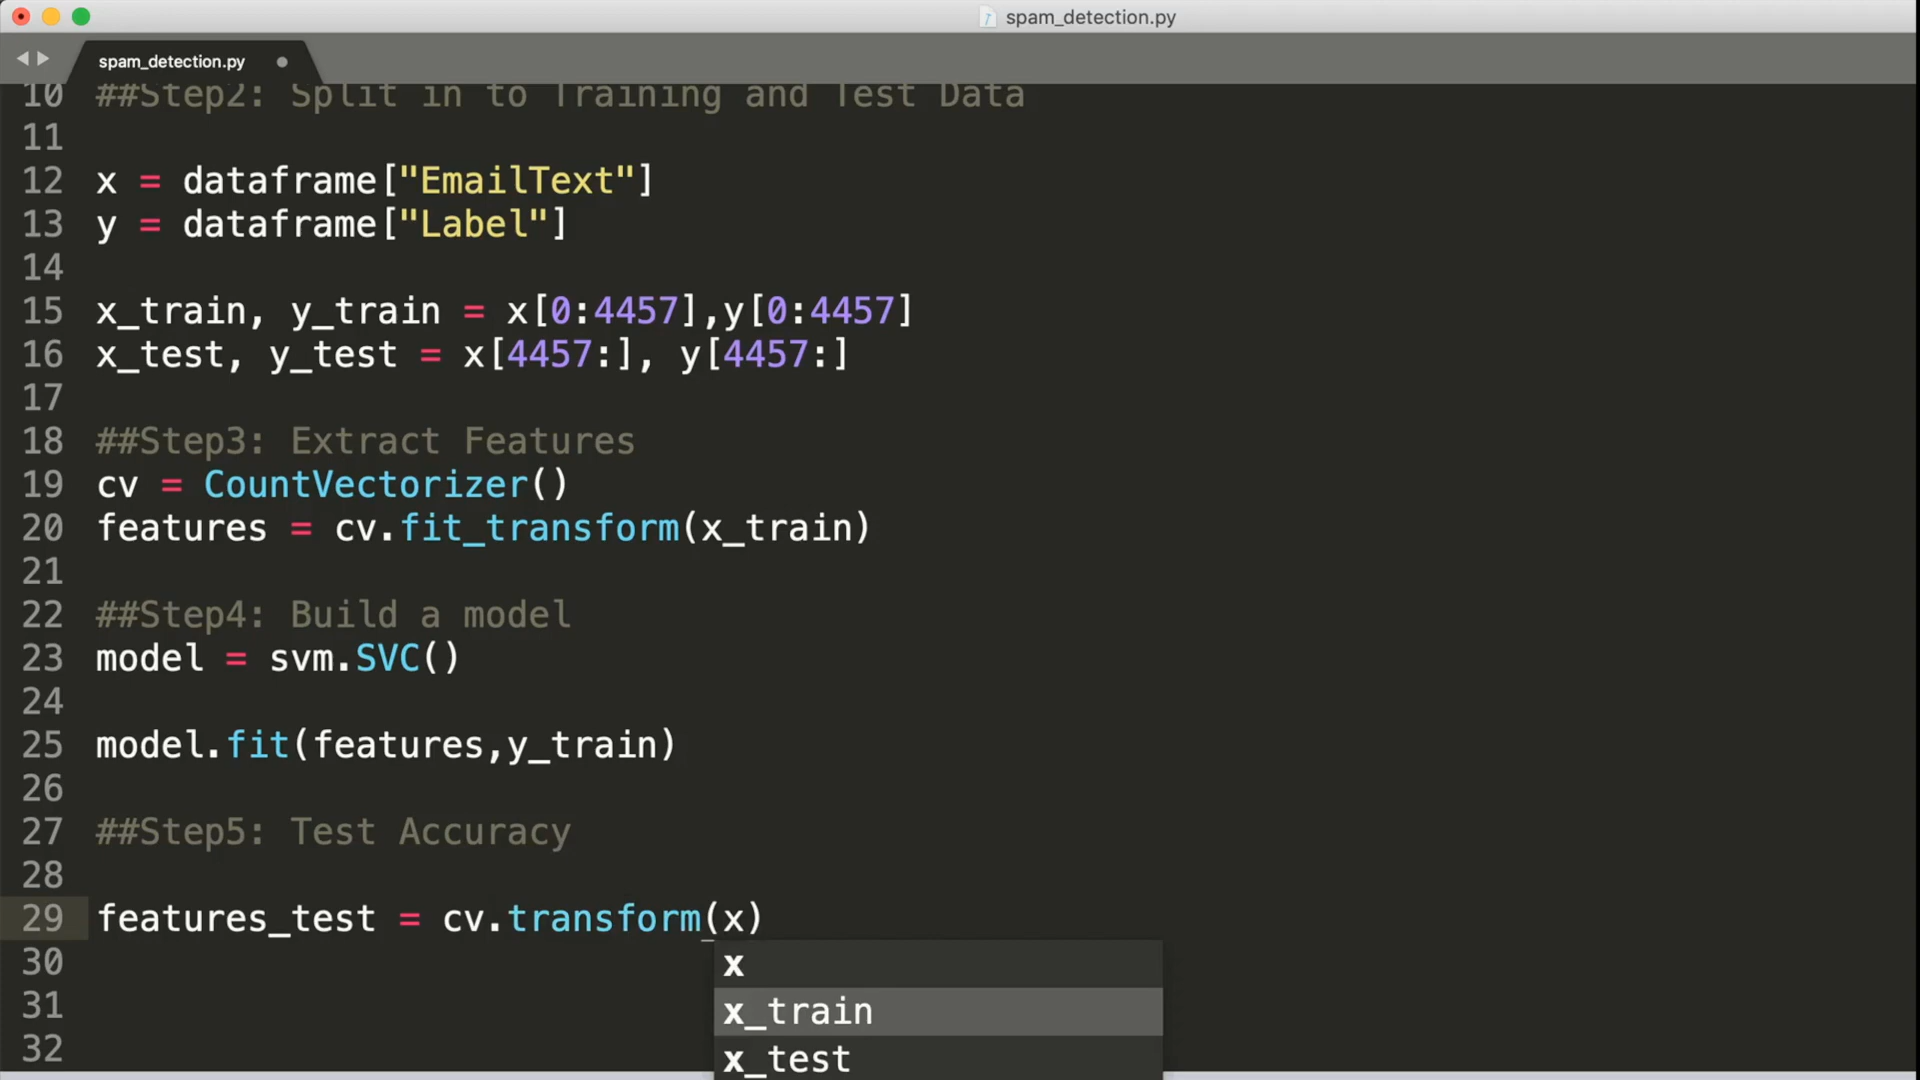 spam_detection.py
spam_detection.py
10 ##Step2: Split in to Training and Test Data
11
12 x = dataframe["EmailText"]
13 y = dataframe["Label"]
14
15 x_train, y_train = x[0:4457],y[0:4457]
16 x_test, y_test = x[4457:], y[4457:]
17
18 ##Step3: Extract Features
19 cv = CountVectorizer()
20 features = cv.fit_transform(x_train)
21
22 ##Step4: Build a model
23 model = svm.SVC()
24
25 model.fit(features,y_train)
26
27 ##Step5: Test Accuracy
28
29 features_test = cv.transform(x)
30 x
31 x_train
32 x_test